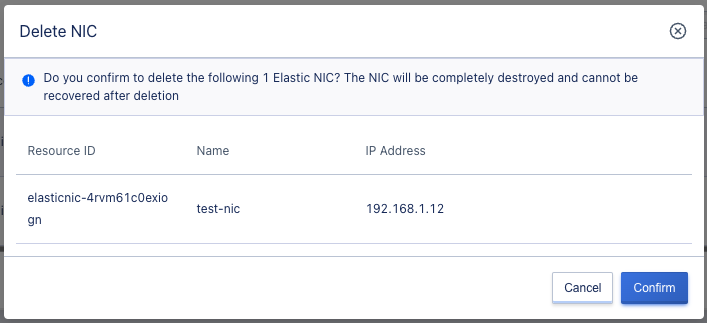 Delete NIC
Do you confirm to delete the following 1 Elastic NIC? The NIC will be completely destroyed and cannot be
recovered after deletion
Resource ID Name IP Address
elasticnic-4rvm61c0exio
gn
test-nic 192.168.1.12
Cancel Confirm